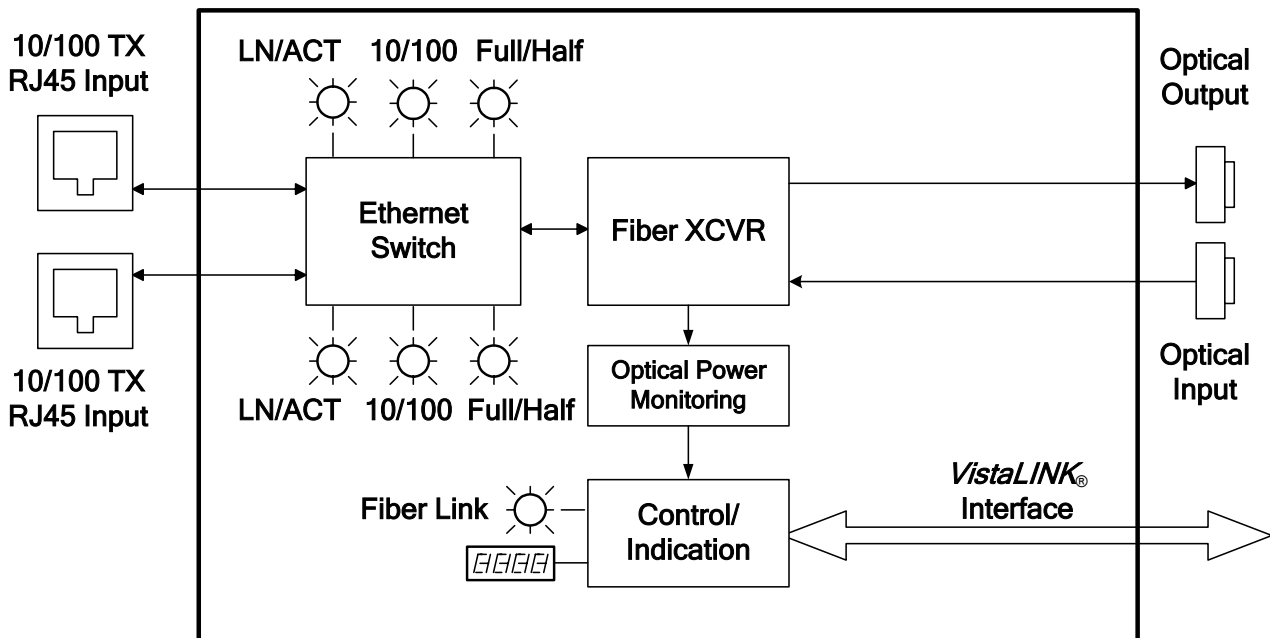 10/100 TX
RJ45 Input
LN/ACT 10/100 Full/Half
Optical
Output
Ethernet
Switch
Fiber XCVR
10/100 TX
RJ45 Input
LN/ACT 10/100 Full/Half
Optical Power
Monitoring
Optical
Input
Fiber Link
Control/
Indication
VistaLINK®
Interface